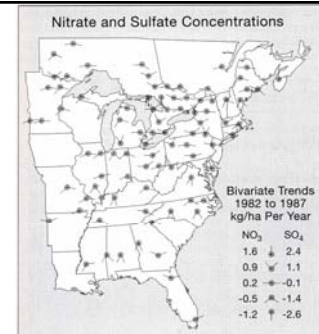 Nitrate and Sulfate Concentrations
Bivariate Trends
1982 to 1987
kg/ha Per Year
NO₃ SO₄
1.6 2.4
0.9 1.1
0.2 -0.1
-0.5 -1.4
-1.2 -2.6